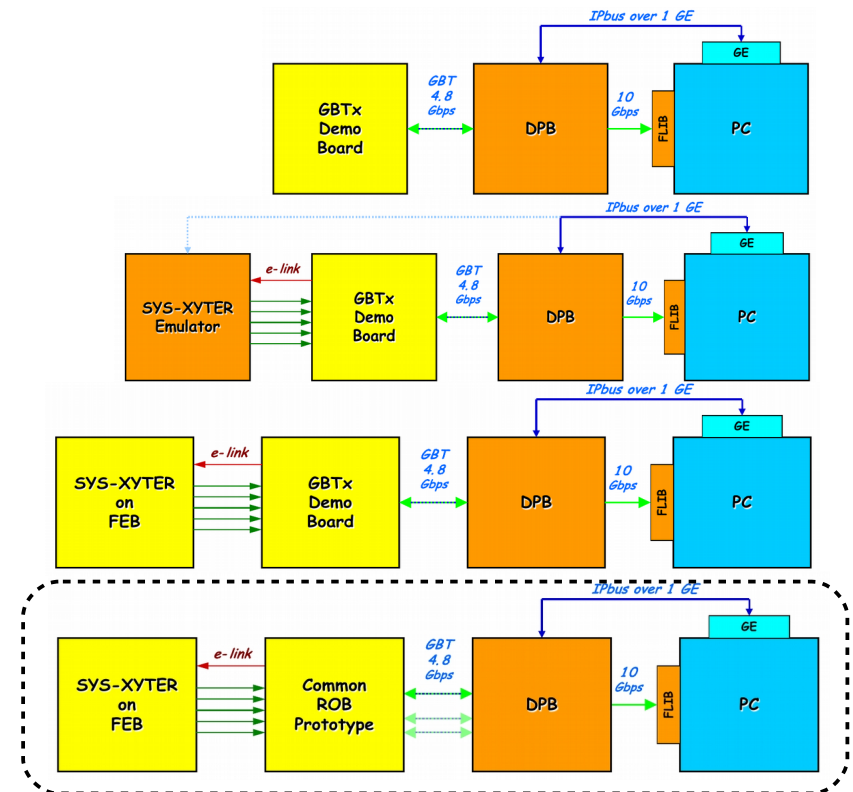 IPbus over 1 GE
GE
GBT
4.8
Gbps
10
Gbps
GBTx
Demo
Board
DPB
FLIB
PC
IPbus over 1 GE
GE
e-link
GBT
4.8
Gbps
10
Gbps
SYS-XYTER
Emulator
GBTx
Demo
Board
DPB
FLIB
PC
IPbus over 1 GE
GE
e-link
GBT
4.8
Gbps
10
Gbps
SYS-XYTER
on
FEB
GBTx
Demo
Board
DPB
FLIB
PC
IPbus over 1 GE
GE
e-link
GBT
4.8
Gbps
10
Gbps
SYS-XYTER
on
FEB
Common
ROB
Prototype
DPB
FLIB
PC